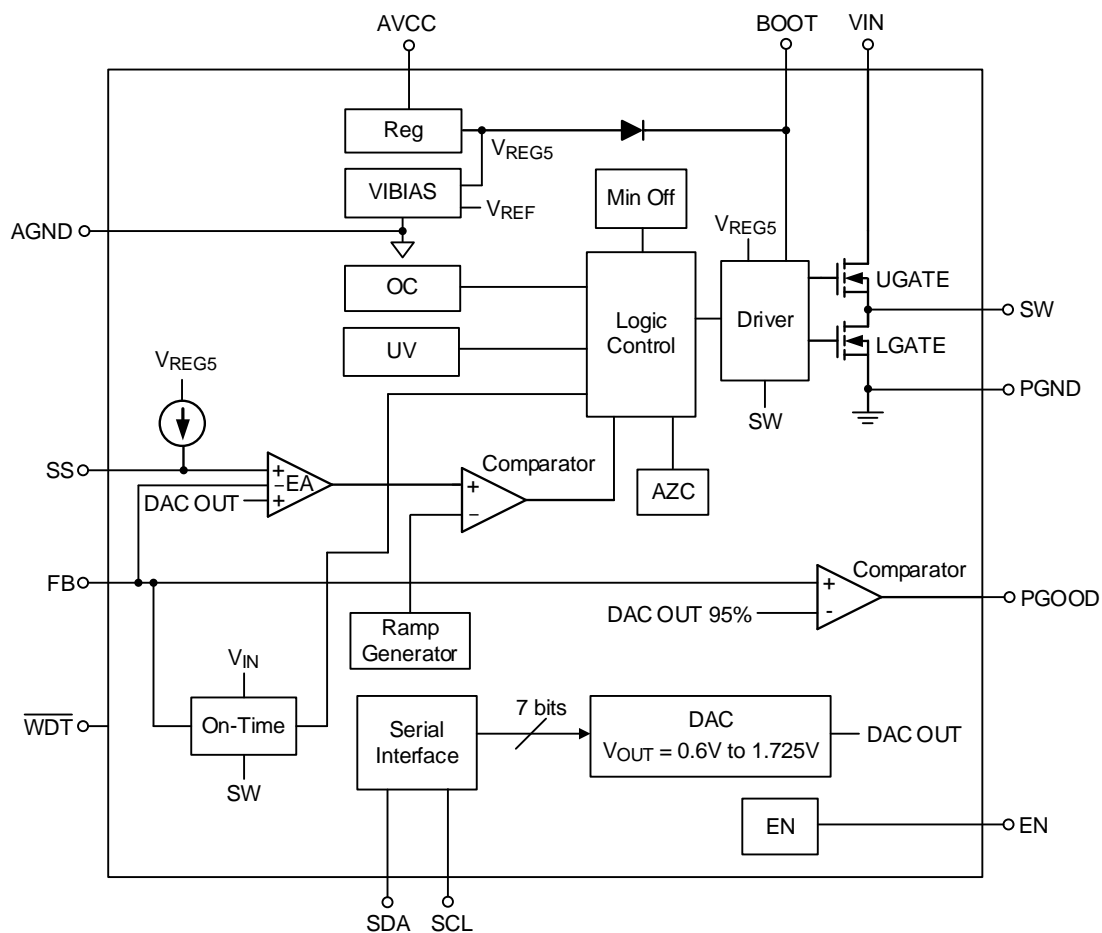 AVCC
BOOT
VIN
Reg
VREG5
VIBIAS
VREF
Min Off
AGND
VREG5
OC
UGATE
SW
Logic
Control
Driver
UV
LGATE
VREG5
PGND
SW
SS
+
−
+
EA
DAC OUT
Comparator
+
−
AZC
FB
Comparator
+
-
PGOOD
DAC OUT 95%
Ramp
Generator
VIN
WDT
On-Time
SW
Serial
Interface
7 bits
DAC
VOUT = 0.6V to 1.725V
DAC OUT
EN
EN
SDA
SCL